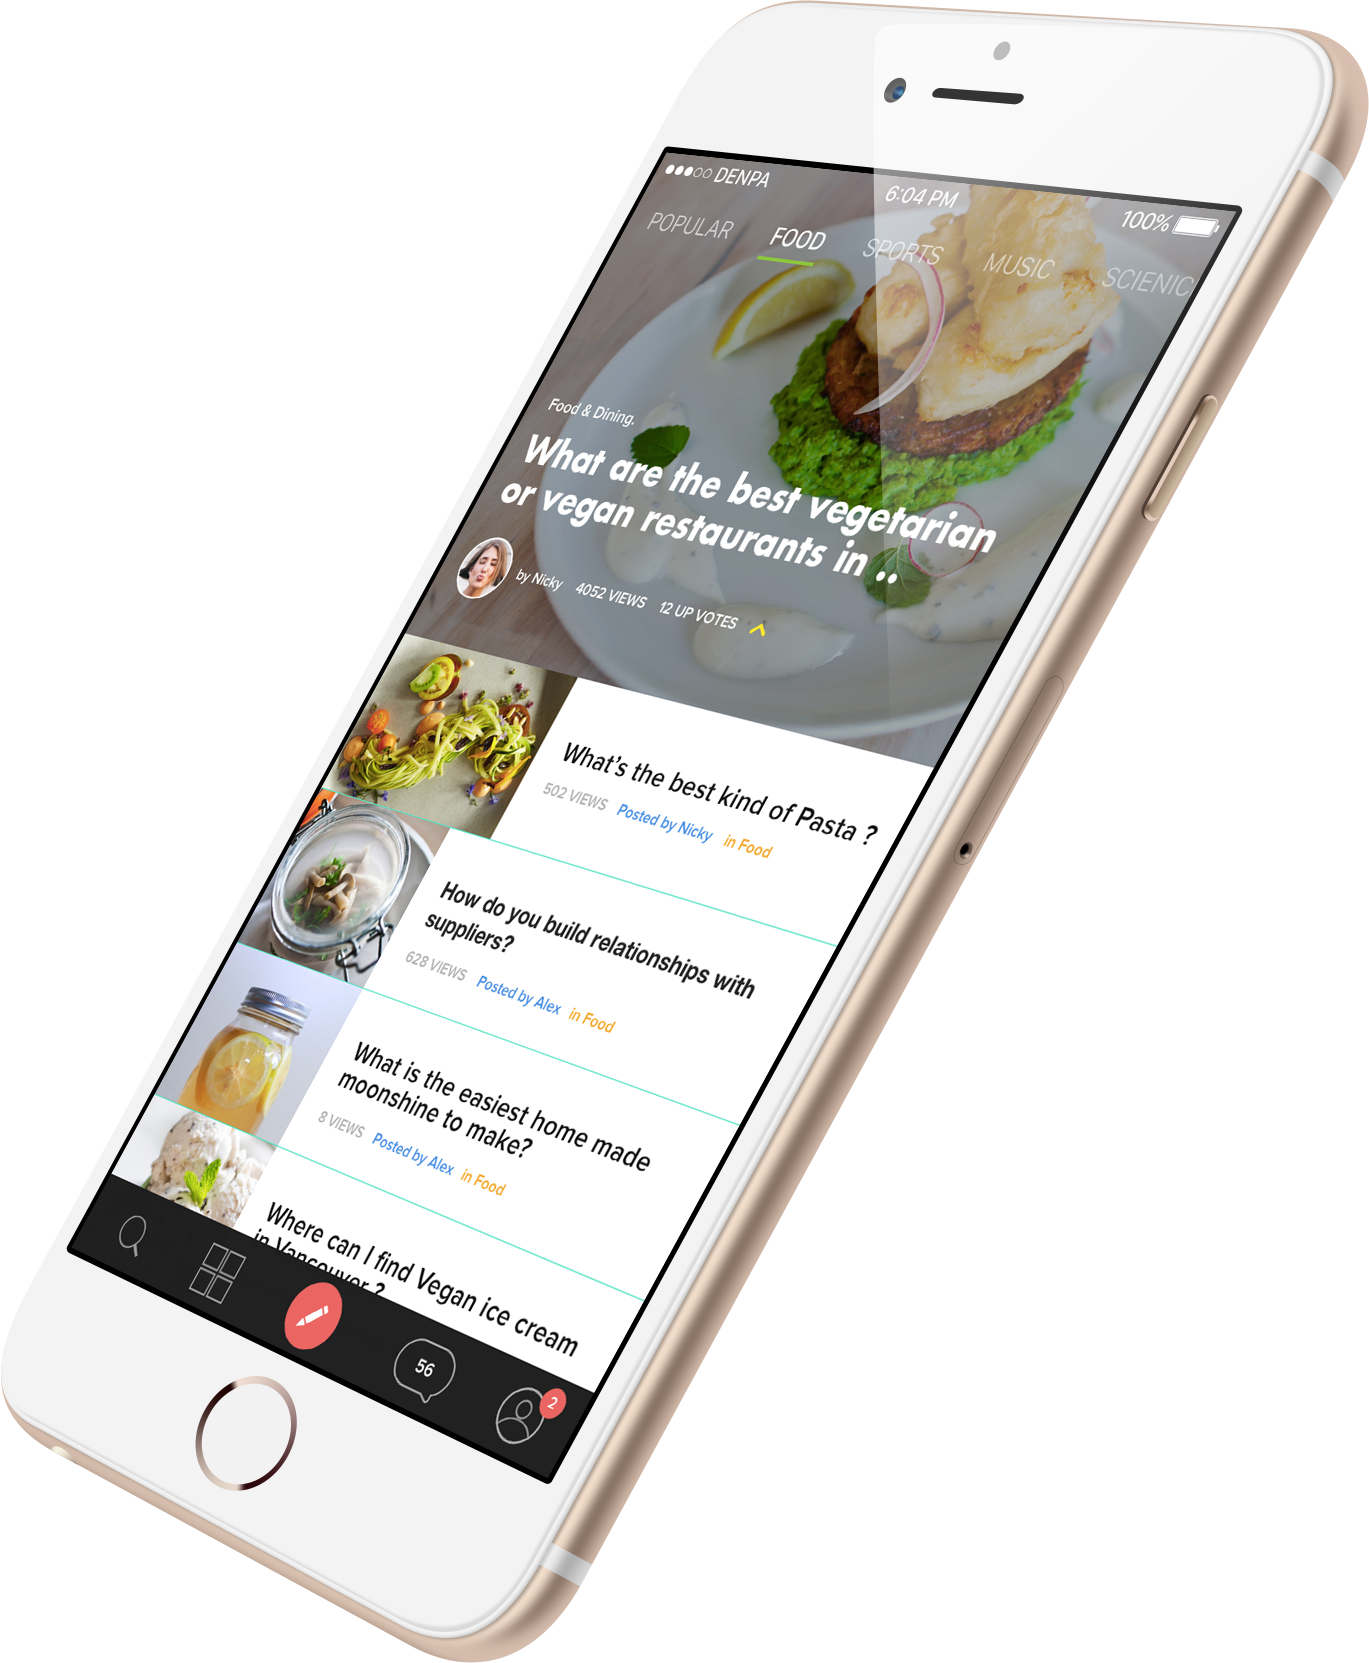 DENPA 6:04 PM 100%
POPULAR FOOD SPORTS MUSIC SCIENIC
Food & Dining.
What are the best vegetarian
or vegan restaurants in ..
by Nicky 4052 VIEWS 12 UP VOTES
What's the best kind of Pasta ?
502 VIEWS Posted by Nicky in Food
How do you build relationships with
suppliers?
628 VIEWS Posted by Alex in Food
What is the easiest home made
moonshine to make?
8 VIEWS Posted by Alex in Food
Where can I find Vegan ice cream
in Vancouver ?
56
2